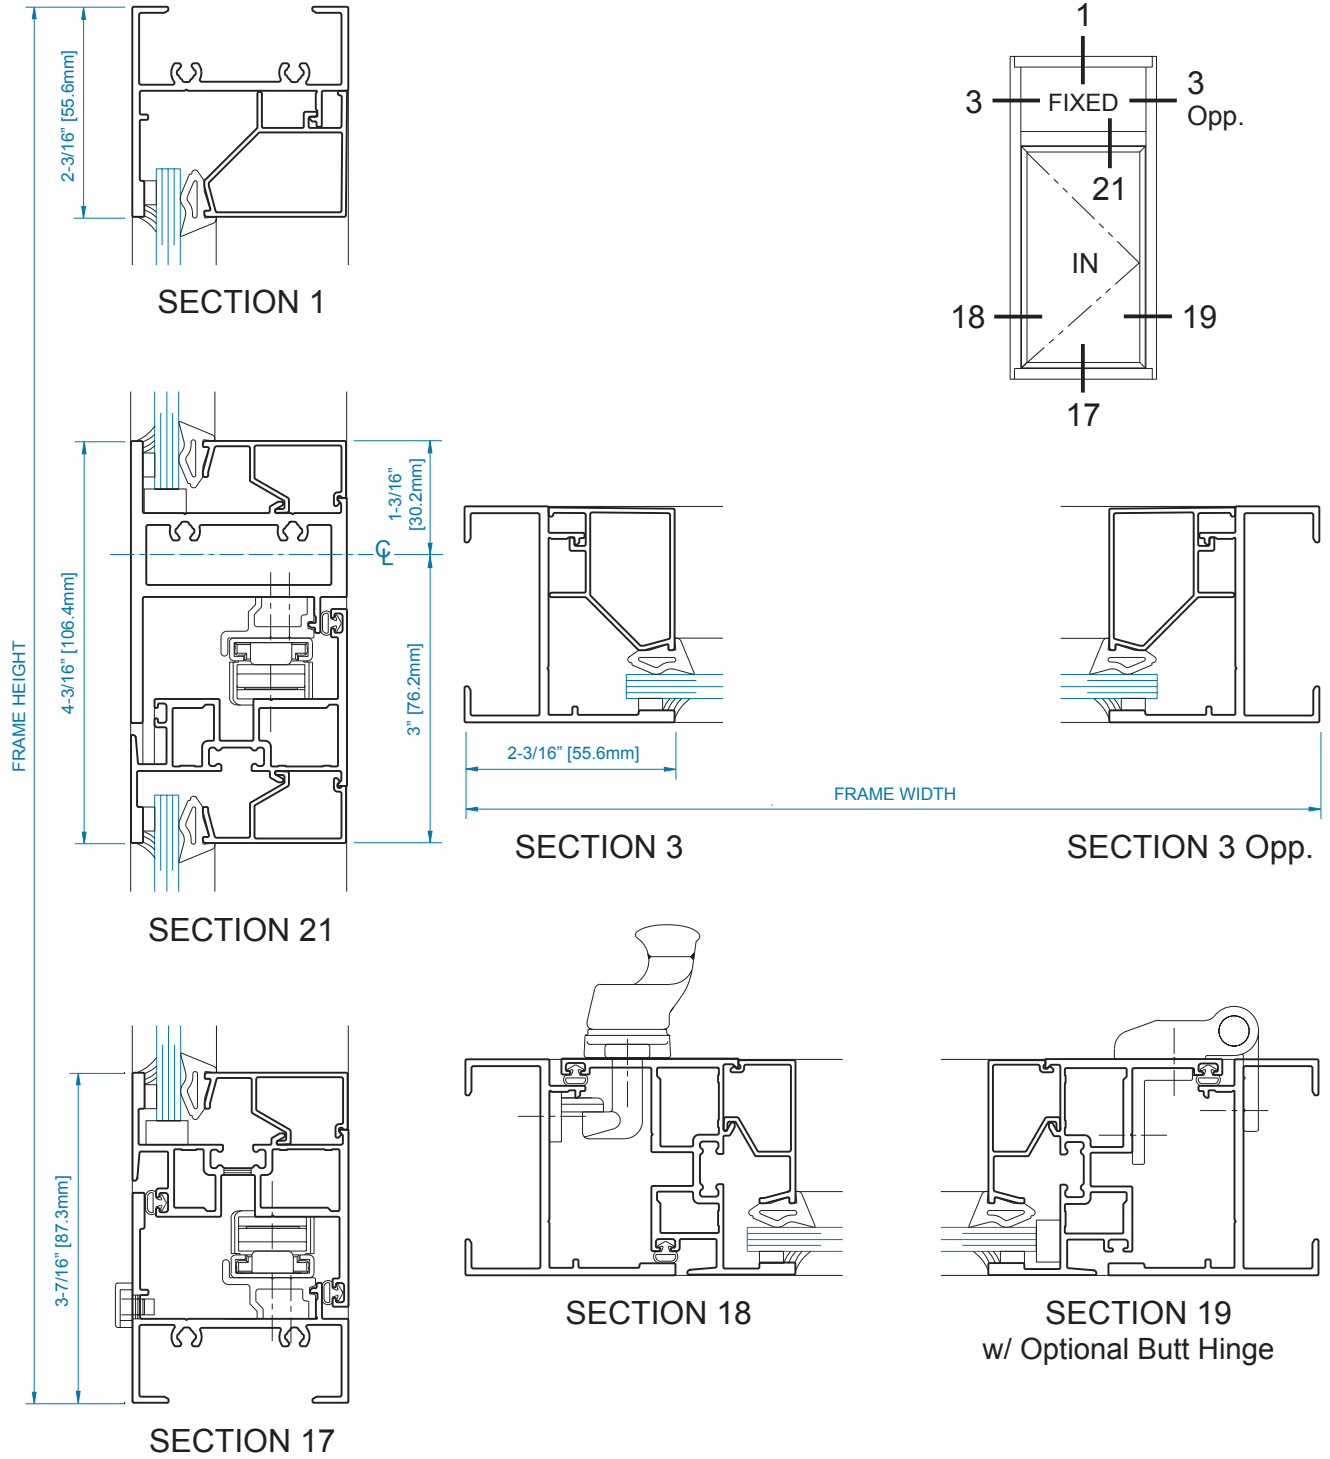 1
3
FIXED
3
Opp.
21
IN
18
19
17
2-3/16" [55.6mm]
SECTION 1
FRAME HEIGHT
4-3/16" [106.4mm]
1-3/16"
[30.2mm]
℄
3" [76.2mm]
SECTION 21
2-3/16" [55.6mm]
FRAME WIDTH
SECTION 3
SECTION 3 Opp.
3-7/16" [87.3mm]
SECTION 17
SECTION 18
SECTION 19
w/ Optional Butt Hinge